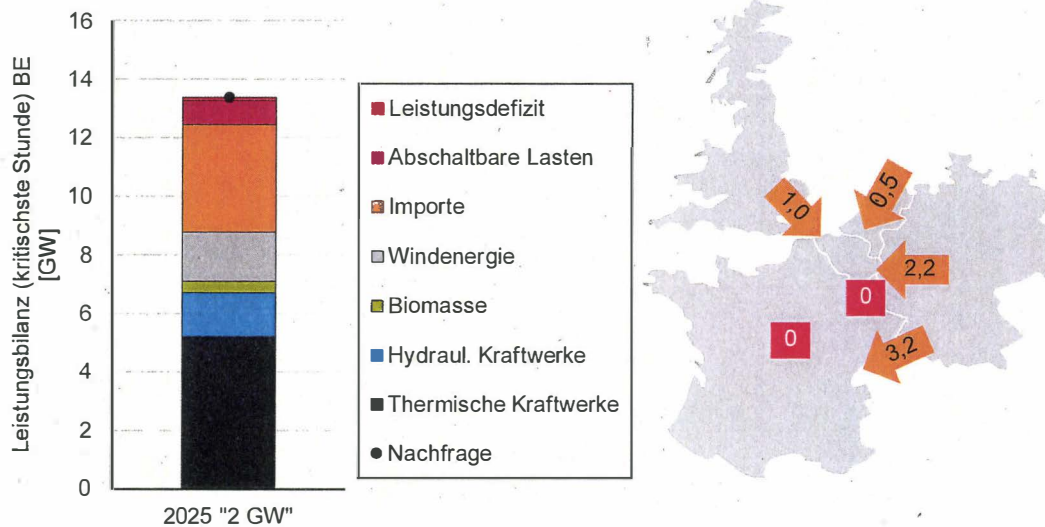 Leistungsbilanz (kritischste Stunde) BE
[GW]
16
14
12
10
8
6
4
2
0
2025 "2 GW"
Leistungsdefizit
Abschaltbare Lasten
Importe
Windenergie
Biomasse
Hydraul. Kraftwerke
Thermische Kraftwerke
Nachfrage
1,0
0,5
2,2
0
0
3,2